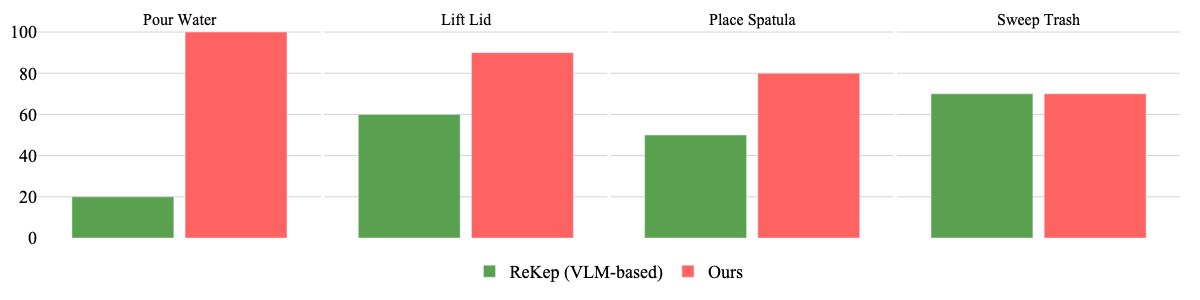 Pour Water
Lift Lid
Place Spatula
Sweep Trash
100
80
60
40
20
0
ReKep (VLM-based)
Ours